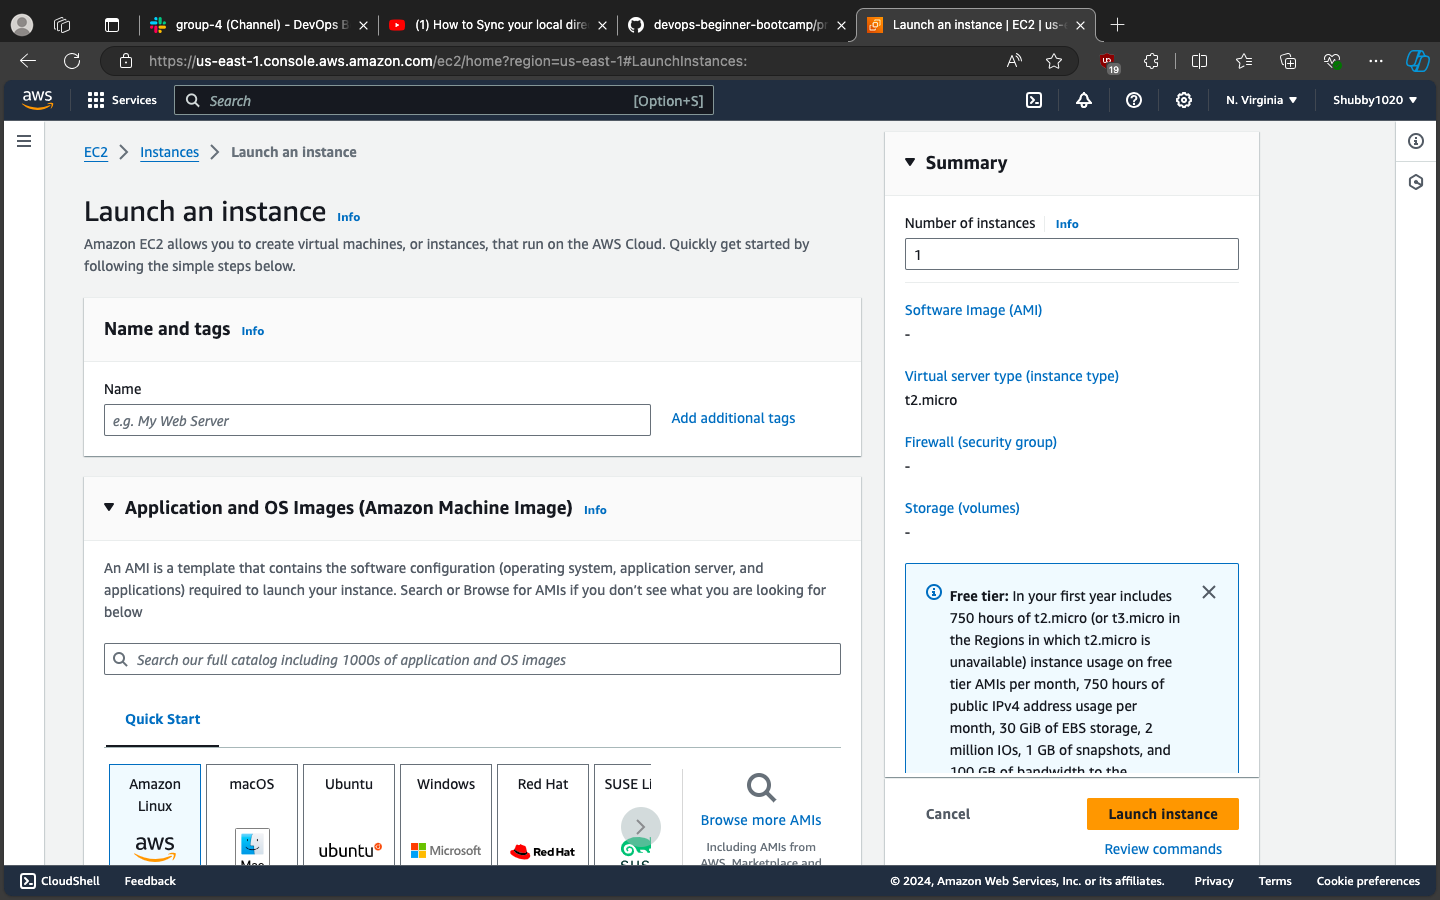 group-4 (Channel) - DevOps B
(1) How to Sync your local dire
devops-beginner-bootcamp/pr
Launch an instance | EC2 | us-e
https://us-east-1.console.aws.amazon.com/ec2/home?region=us-east-1#LaunchInstances:
19
aws
Services
Search
[Option+S]
N. Virginia
Shubby1020
EC2
Instances
Launch an instance
Launch an instance Info
Amazon EC2 allows you to create virtual machines, or instances, that run on the AWS Cloud. Quickly get started by
following the simple steps below.
Name and tags Info
Name
e.g. My Web Server
Add additional tags
Application and OS Images (Amazon Machine Image) Info
An AMI is a template that contains the software configuration (operating system, application server, and
applications) required to launch your instance. Search or Browse for AMIs if you don’t see what you are looking for
below
Search our full catalog including 1000s of application and OS images
Quick Start
Amazon
Linux
aws
macOS
Mac
Ubuntu
ubuntu
Windows
Microsoft
Red Hat
Red Hat
SUSE Li
SUS
Browse more AMIs
Including AMIs from
AWS, Marketplace and
Summary
Number of instances Info
1
Software Image (AMI)
-
Virtual server type (instance type)
t2.micro
Firewall (security group)
-
Storage (volumes)
-
Free tier: In your first year includes
750 hours of t2.micro (or t3.micro in
the Regions in which t2.micro is
unavailable) instance usage on free
tier AMIs per month, 750 hours of
public IPv4 address usage per
month, 30 GiB of EBS storage, 2
million IOs, 1 GB of snapshots, and
100 GB of bandwidth to the
Cancel
Launch instance
Review commands
CloudShell
Feedback
© 2024, Amazon Web Services, Inc. or its affiliates.
Privacy
Terms
Cookie preferences